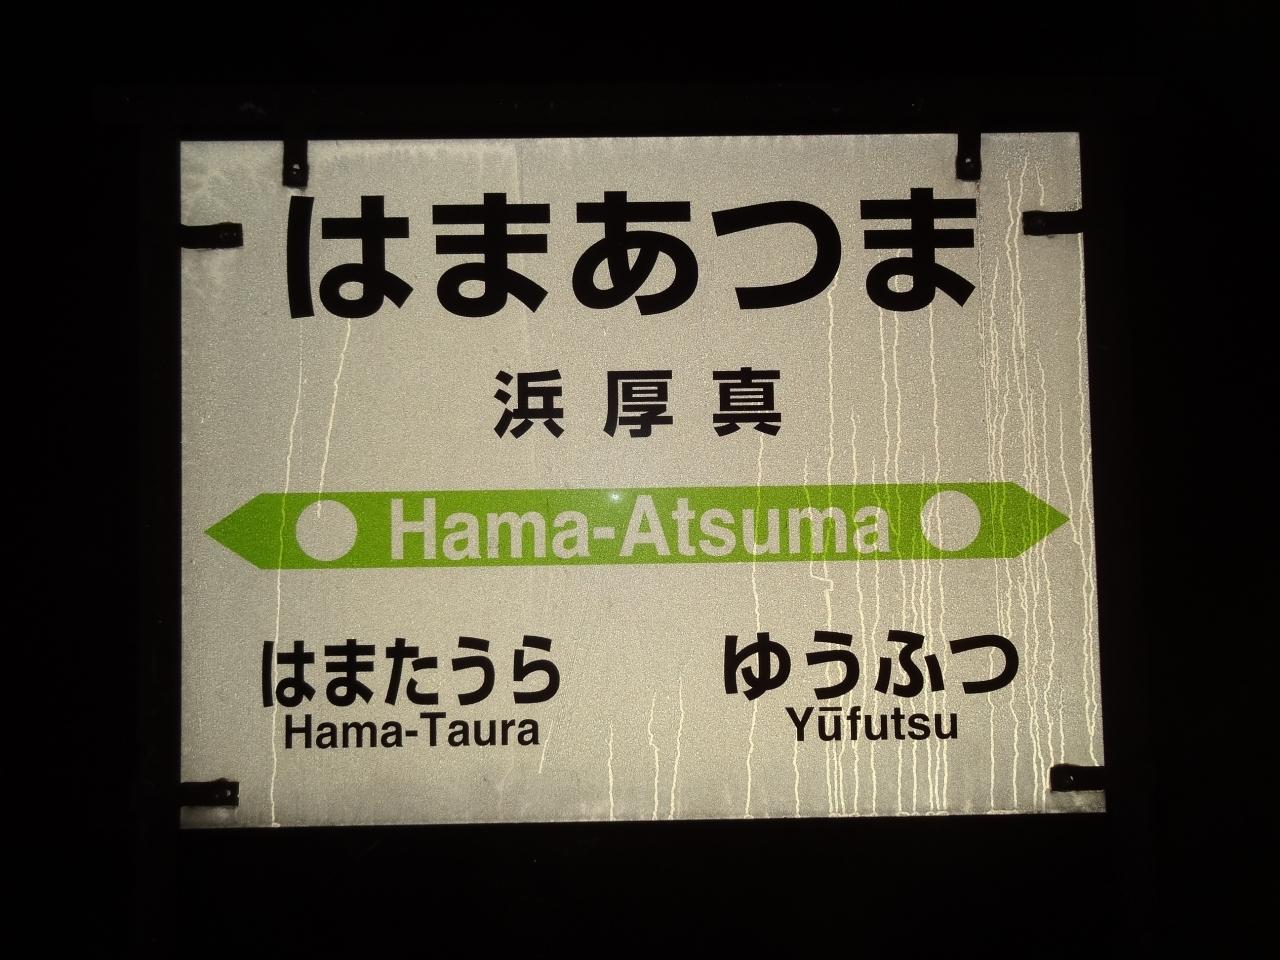 はまあつま
浜厚真
Hama-Atsuma
はまたうら
Hama-Taura
ゆうふつ
Yūfutsu